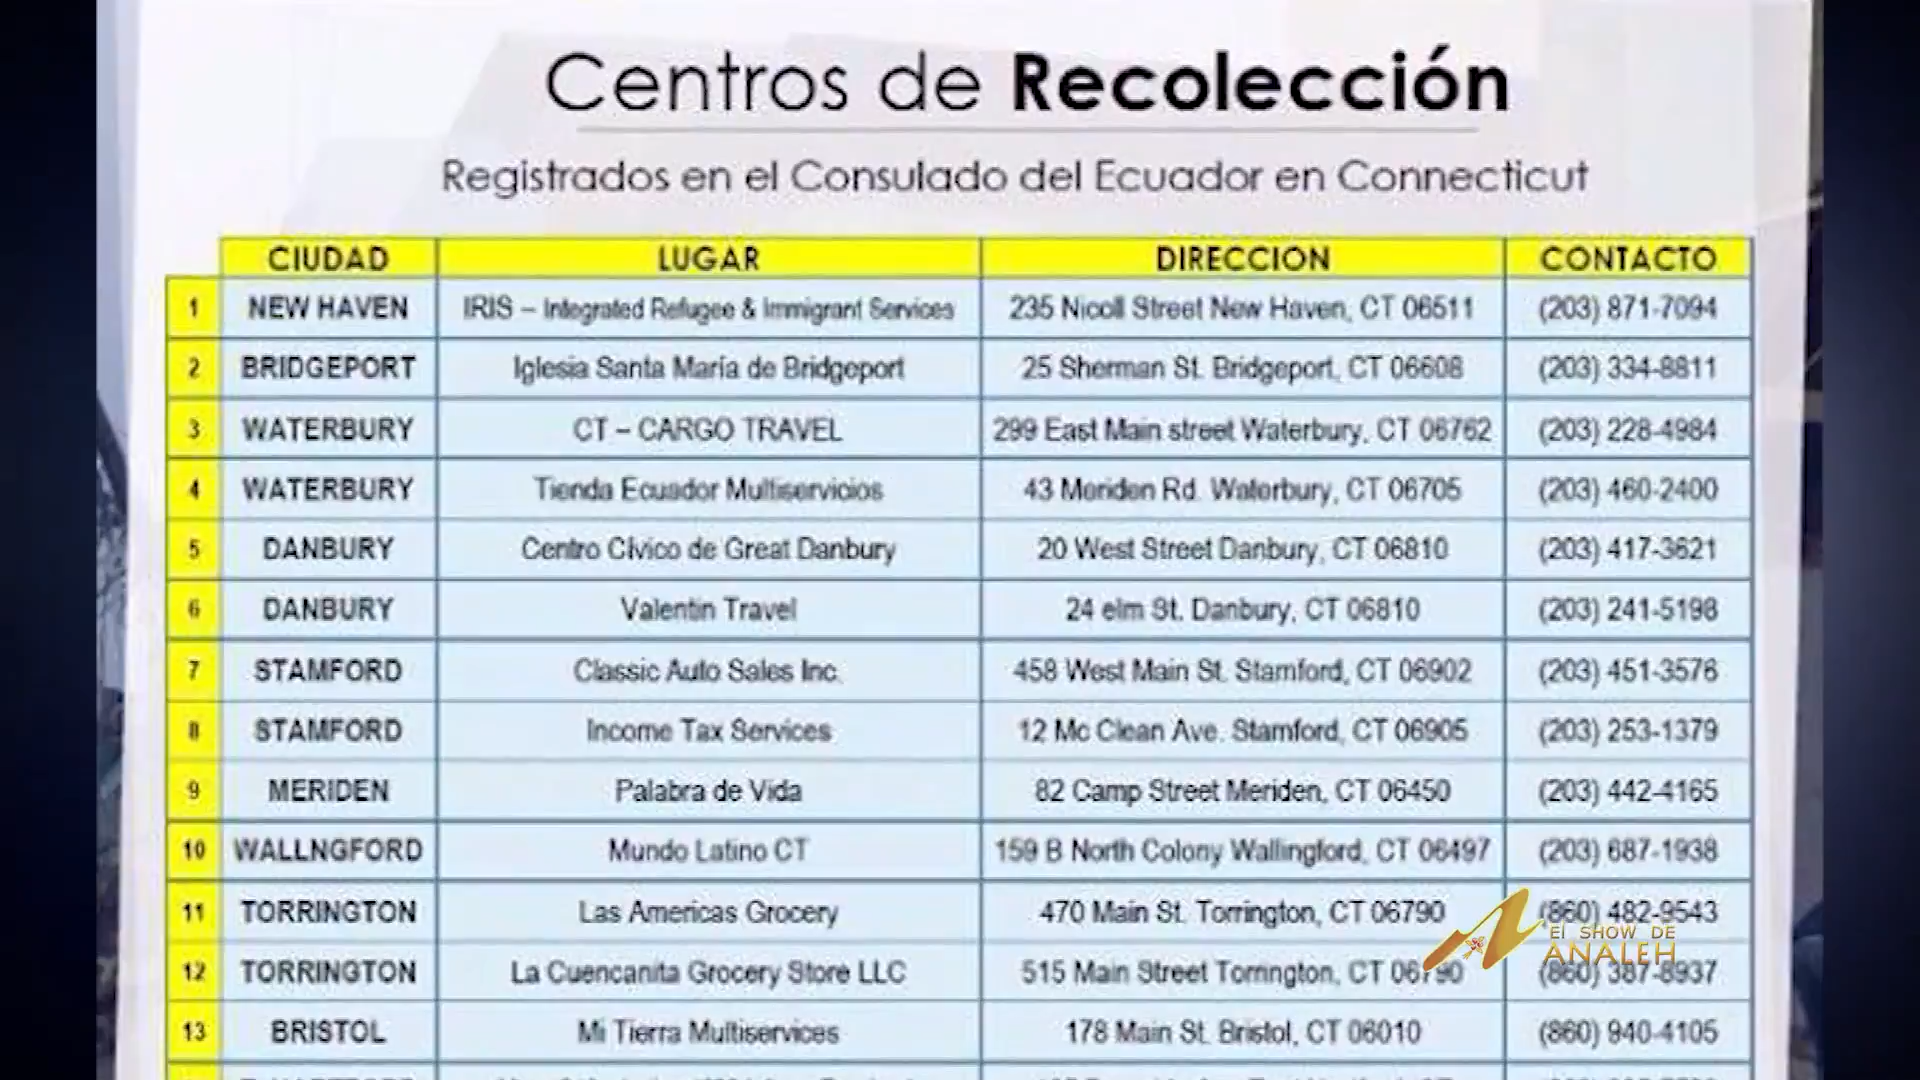 Centros de Recolección
Registrados en el Consulado del Ecuador en Connecticut
CIUDAD LUGAR DIRECCION CONTACTO
1 NEW HAVEN IRIS – Integrated Refugee & Immigrant Services 235 Nicoll Street New Haven, CT 06511 (203) 871-7094
2 BRIDGEPORT Iglesia Santa María de Bridgeport 25 Sherman St. Bridgeport, CT 06608 (203) 334-8811
3 WATERBURY CT – CARGO TRAVEL 299 East Main street Waterbury, CT 06762 (203) 228-4984
4 WATERBURY Tienda Ecuador Multiservicios 43 Meriden Rd. Waterbury, CT 06705 (203) 460-2400
5 DANBURY Centro Cívico de Great Danbury 20 West Street Danbury, CT 06810 (203) 417-3621
6 DANBURY Valentin Travel 24 elm St. Danbury, CT 06810 (203) 241-5198
7 STAMFORD Classic Auto Sales Inc. 458 West Main St. Stamford, CT 06902 (203) 451-3576
8 STAMFORD Income Tax Services 12 Mc Clean Ave. Stamford, CT 06905 (203) 253-1379
9 MERIDEN Palabra de Vida 82 Camp Street Meriden, CT 06450 (203) 442-4165
10 WALLNGFORD Mundo Latino CT 159 B North Colony Wallingford, CT 06497 (203) 687-1938
11 TORRINGTON Las Americas Grocery 470 Main St. Torrington, CT 06790 (860) 482-9543
12 TORRINGTON La Cuencanita Grocery Store LLC 515 Main Street Torrington, CT 06790 (860) 387-8937
13 BRISTOL Mi Tierra Multiservices 178 Main St. Bristol, CT 06010 (860) 940-4105
El SHOW DE
ANALEH